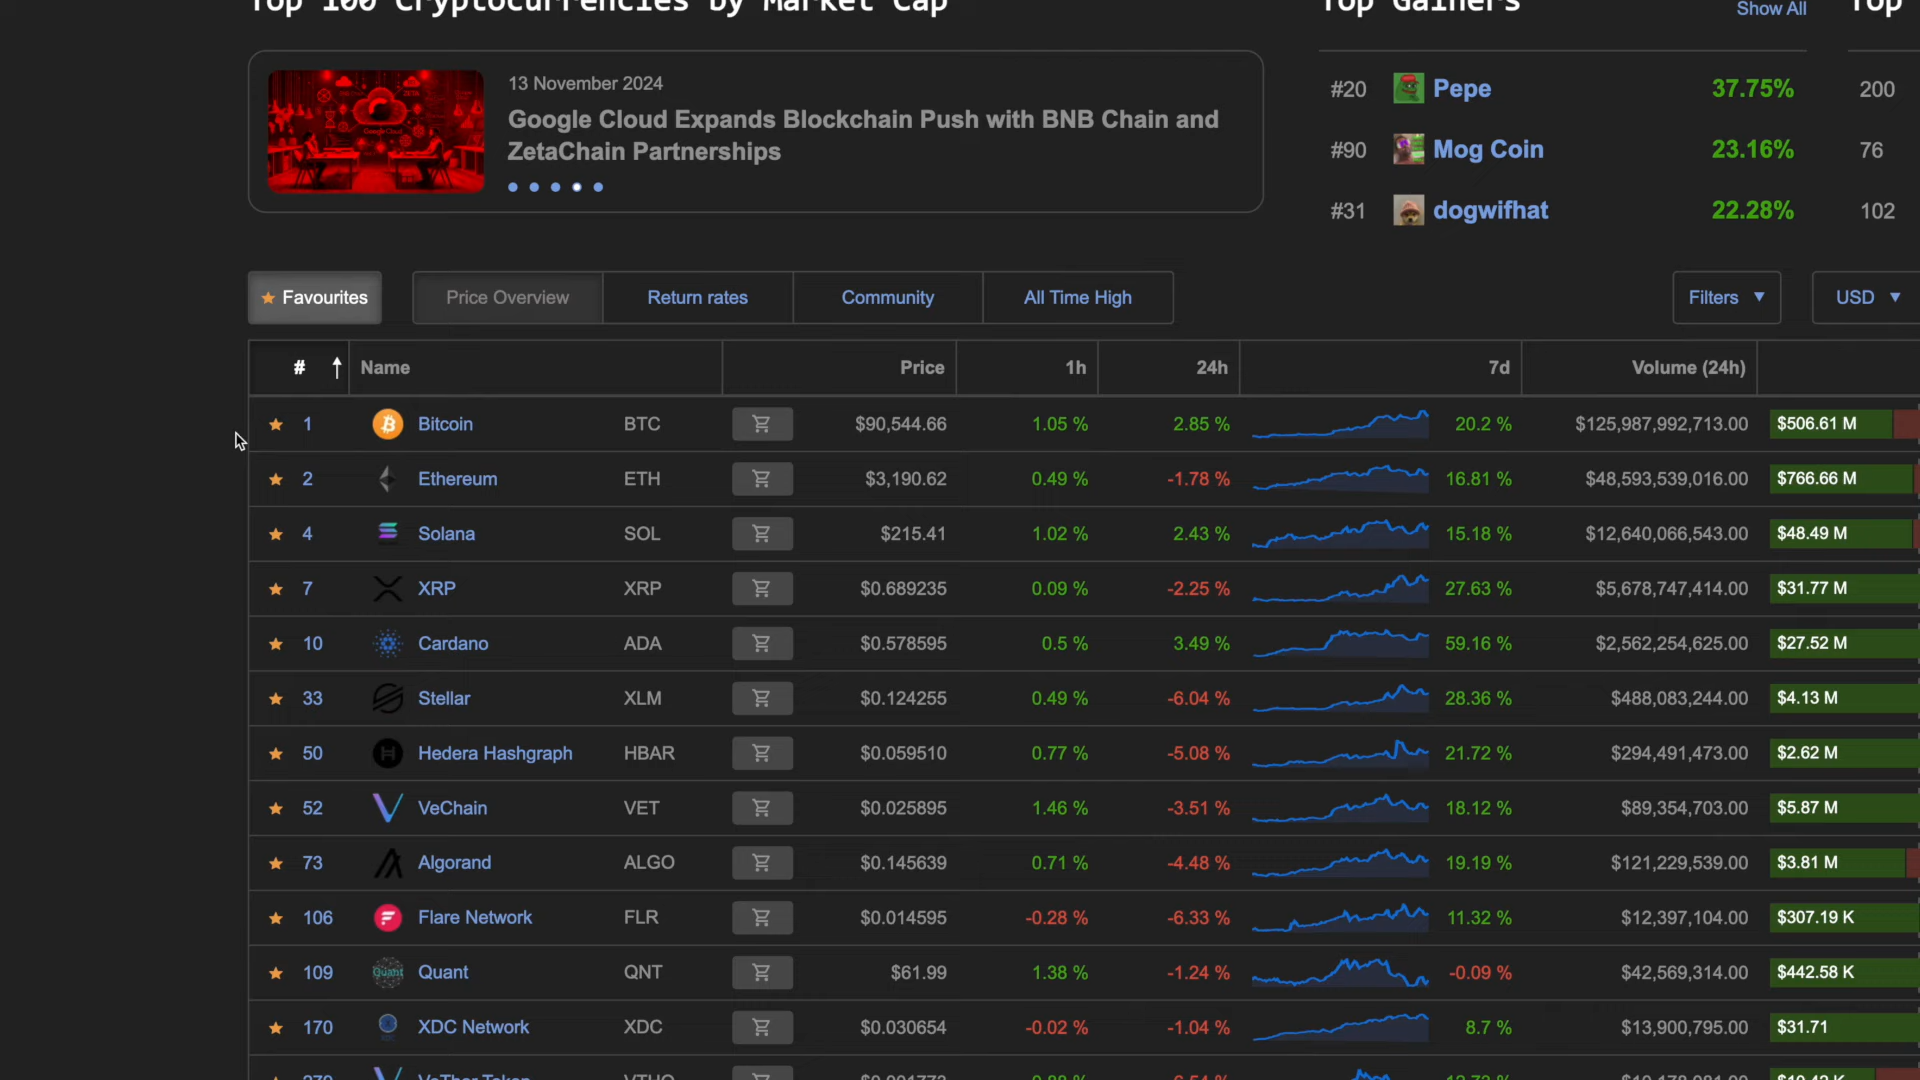 Top 100 Cryptocurrencies by Market Cap
Top Gainers
Show All
Top
13 November 2024
Google Cloud Expands Blockchain Push with BNB Chain and
ZetaChain Partnerships
#20 Pepe 37.75% 200
#90 Mog Coin 23.16% 76
#31 dogwifhat 22.28% 102
Favourites
Price Overview
Return rates
Community
All Time High
Filters
USD
# Name Price 1h 24h 7d Volume (24h)
1 Bitcoin BTC $90,544.66 1.05 % 2.85 % 20.2 % $125,987,992,713.00 $506.61 M
2 Ethereum ETH $3,190.62 0.49 % -1.78 % 16.81 % $48,593,539,016.00 $766.66 M
4 Solana SOL $215.41 1.02 % 2.43 % 15.18 % $12,640,066,543.00 $48.49 M
7 XRP XRP $0.689235 0.09 % -2.25 % 27.63 % $5,678,747,414.00 $31.77 M
10 Cardano ADA $0.578595 0.5 % 3.49 % 59.16 % $2,562,254,625.00 $27.52 M
33 Stellar XLM $0.124255 0.49 % -6.04 % 28.36 % $488,083,244.00 $4.13 M
50 Hedera Hashgraph HBAR $0.059510 0.77 % -5.08 % 21.72 % $294,491,473.00 $2.62 M
52 VeChain VET $0.025895 1.46 % -3.51 % 18.12 % $89,354,703.00 $5.87 M
73 Algorand ALGO $0.145639 0.71 % -4.48 % 19.19 % $121,229,539.00 $3.81 M
106 Flare Network FLR $0.014595 -0.28 % -6.33 % 11.32 % $12,397,104.00 $307.19 K
109 Quant Quant QNT $61.99 1.38 % -1.24 % -0.09 % $42,569,314.00 $442.58 K
170 XDC Network XDC $0.030654 -0.02 % -1.04 % 8.7 % $13,900,795.00 $31.71
VeThor Token VTHO